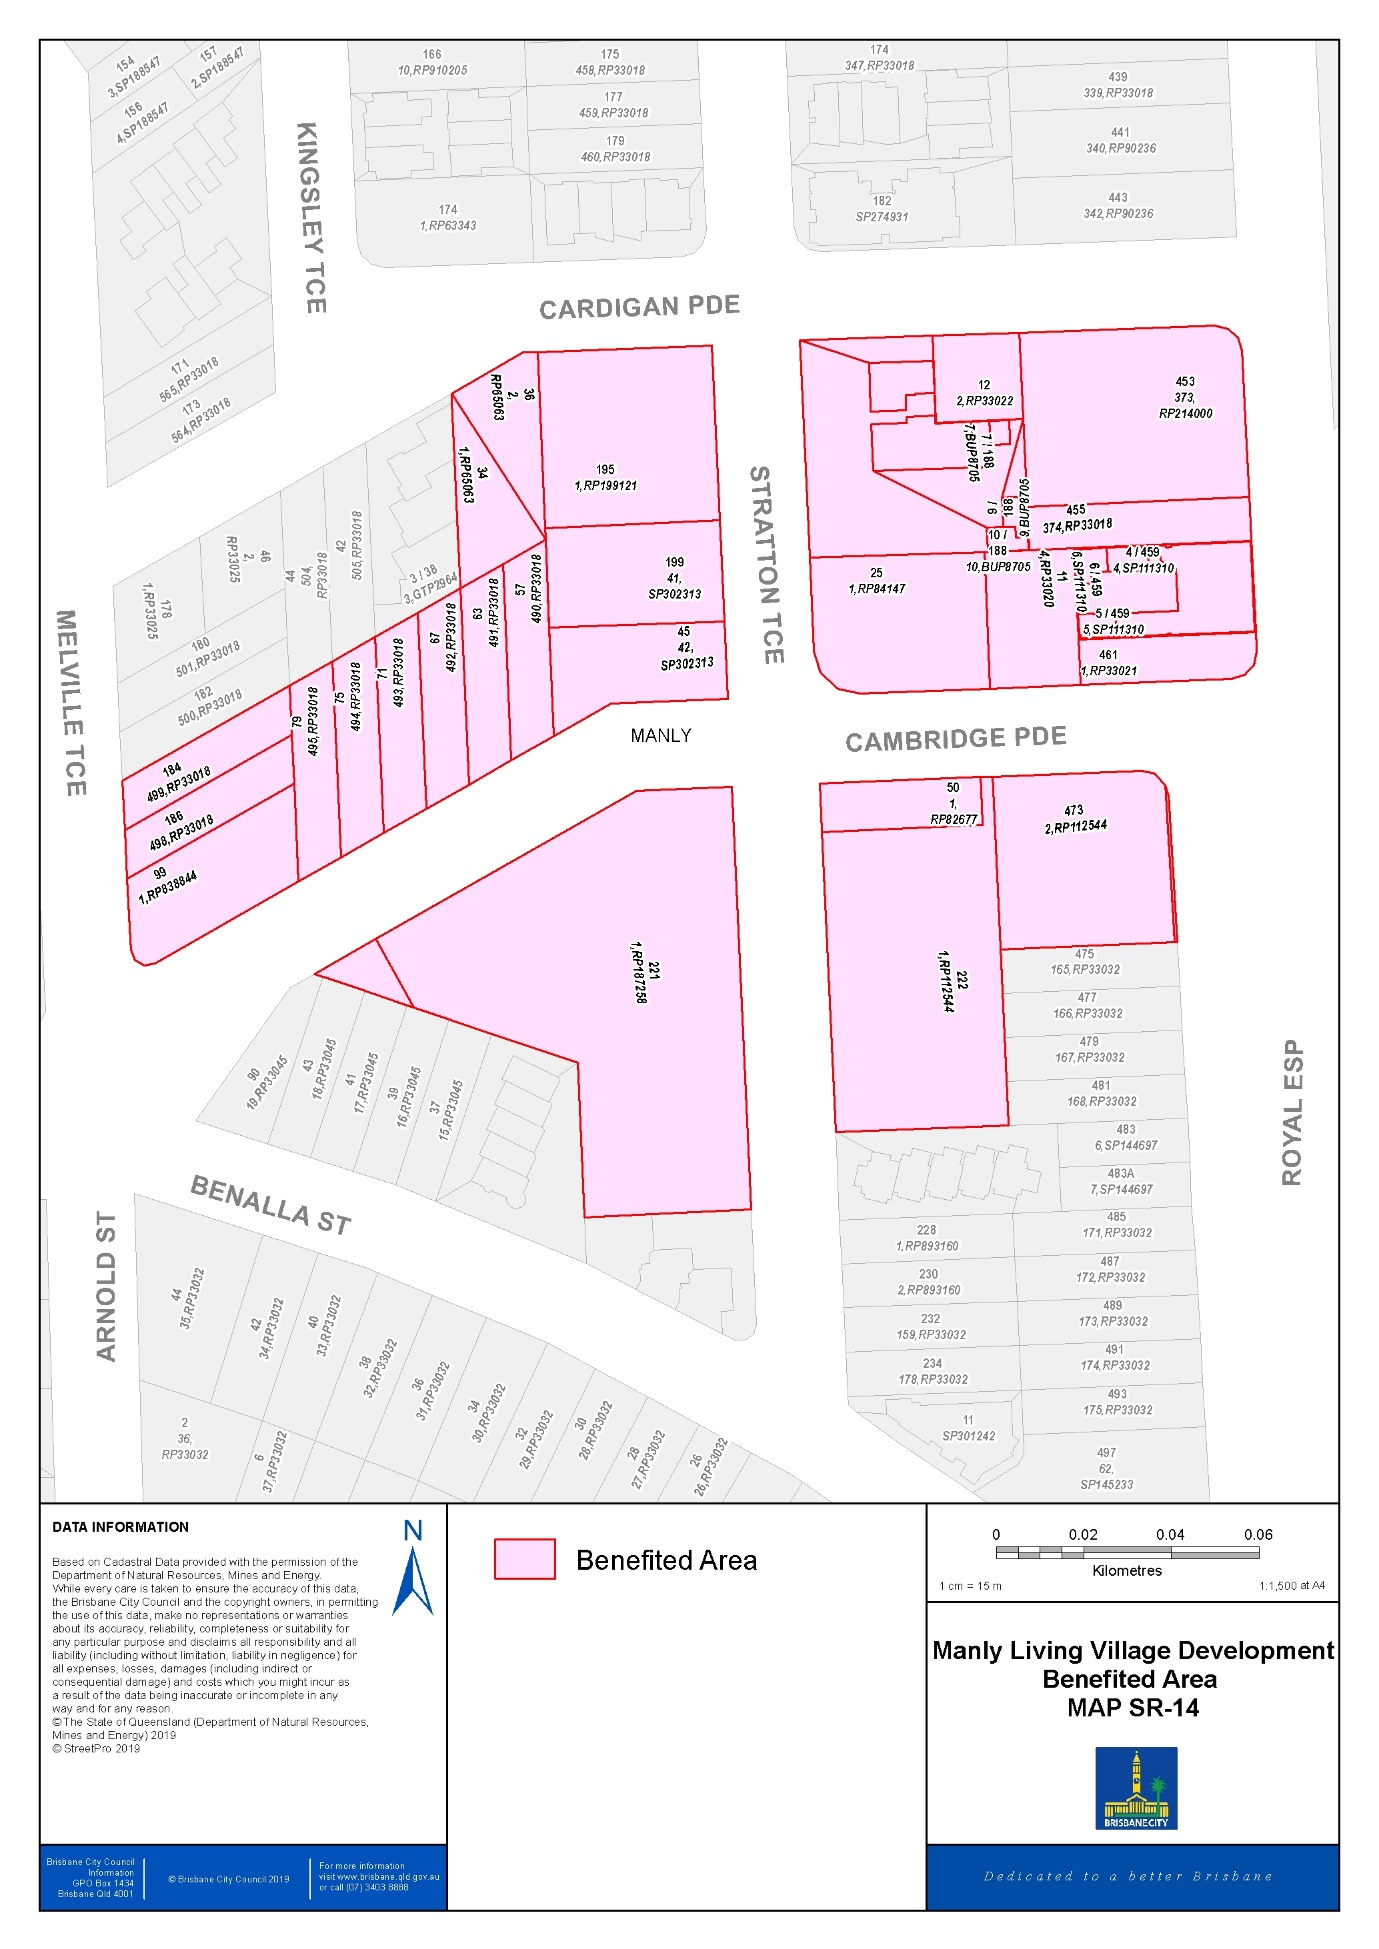 154
3,SP188547
157
2,SP188547
156
4,SP188547
171
565,RP33018
173
564,RP33018
KINGSLEY TCE
166
10,RP910205
175
458,RP33018
177
459,RP33018
179
460,RP33018
174
1,RP63343
174
347,RP33018
182
SP274931
439
339,RP33018
441
340,RP90236
443
342,RP90236
CARDIGAN PDE
36
2,
RP65063
34
1,RP65063
195
1,RP199121
199
41,
SP302313
45
42,
SP302313
STRATTON TCE
12
2,RP33022
453
373,
RP214000
7 / 188
7,BUP8705
9 /
188
9,BUP8705
10 /
188
10,BUP8705
455
374,RP33018
25
1,RP84147
11
4,RP33020
6 / 459
6,SP111310
4 / 459
4,SP111310
5 / 459
5,SP111310
461
1,RP33021
178
1,RP33025
46
2,
RP33025
44
504,
RP33018
42
505,RP33018
3 / 38
3,GTP2964
180
501,RP33018
182
500,RP33018
MELVILLE TCE
184
499,RP33018
186
498,RP33018
99
1,RP838844
79
495,RP33018
75
494,RP33018
71
493,RP33018
67
492,RP33018
63
491,RP33018
57
490,RP33018
MANLY
CAMBRIDGE PDE
50
1,
RP82677
473
2,RP112544
221
1,RP187258
222
1,RP112544
475
165,RP33032
477
166,RP33032
479
167,RP33032
481
168,RP33032
483
6,SP144697
483A
7,SP144697
485
171,RP33032
487
172,RP33032
489
173,RP33032
491
174,RP33032
493
175,RP33032
497
62,
SP145233
ROYAL ESP
228
1,RP893160
230
2,RP893160
232
159,RP33032
234
178,RP33032
11
SP301242
90
19,RP33045
43
18,RP33045
41
17,RP33045
39
16,RP33045
37
15,RP33045
BENALLA ST
ARNOLD ST
44
35,RP33032
42
34,RP33032
40
33,RP33032
38
32,RP33032
36
31,RP33032
34
30,RP33032
32
29,RP33032
30
28,RP33032
28
27,RP33032
26
26,RP33032
2
36,
RP33032
6
37,RP33032
DATA INFORMATION
N
Based on Cadastral Data provided with the permission of the
Department of Natural Resources, Mines and Energy.
While every care is taken to ensure the accuracy of this data,
the Brisbane City Council and the copyright owners, in permitting
the use of this data, make no representations or warranties
about its accuracy, reliability, completeness or suitability for
any particular purpose and disclaims all responsibility and all
liability (including without limitation, liability in negligence) for
all expenses, losses, damages (including indirect or
consequential damage) and costs which you might incur as
a result of the data being inaccurate or incomplete in any
way and for any reason.
© The State of Queensland (Department of Natural Resources,
Mines and Energy) 2019
© StreetPro 2019
Benefited Area
0 0.02 0.04 0.06
Kilometres
1 cm = 15 m 1:1,500 at A4
Manly Living Village Development
Benefited Area
MAP SR-14
BRISBANE CITY
Brisbane City Council
Information
GPO Box 1434
Brisbane Qld 4001
© Brisbane City Council 2019
For more information
visit www.brisbane.qld.gov.au
or call (07) 3403 8888
Dedicated to a better Brisbane